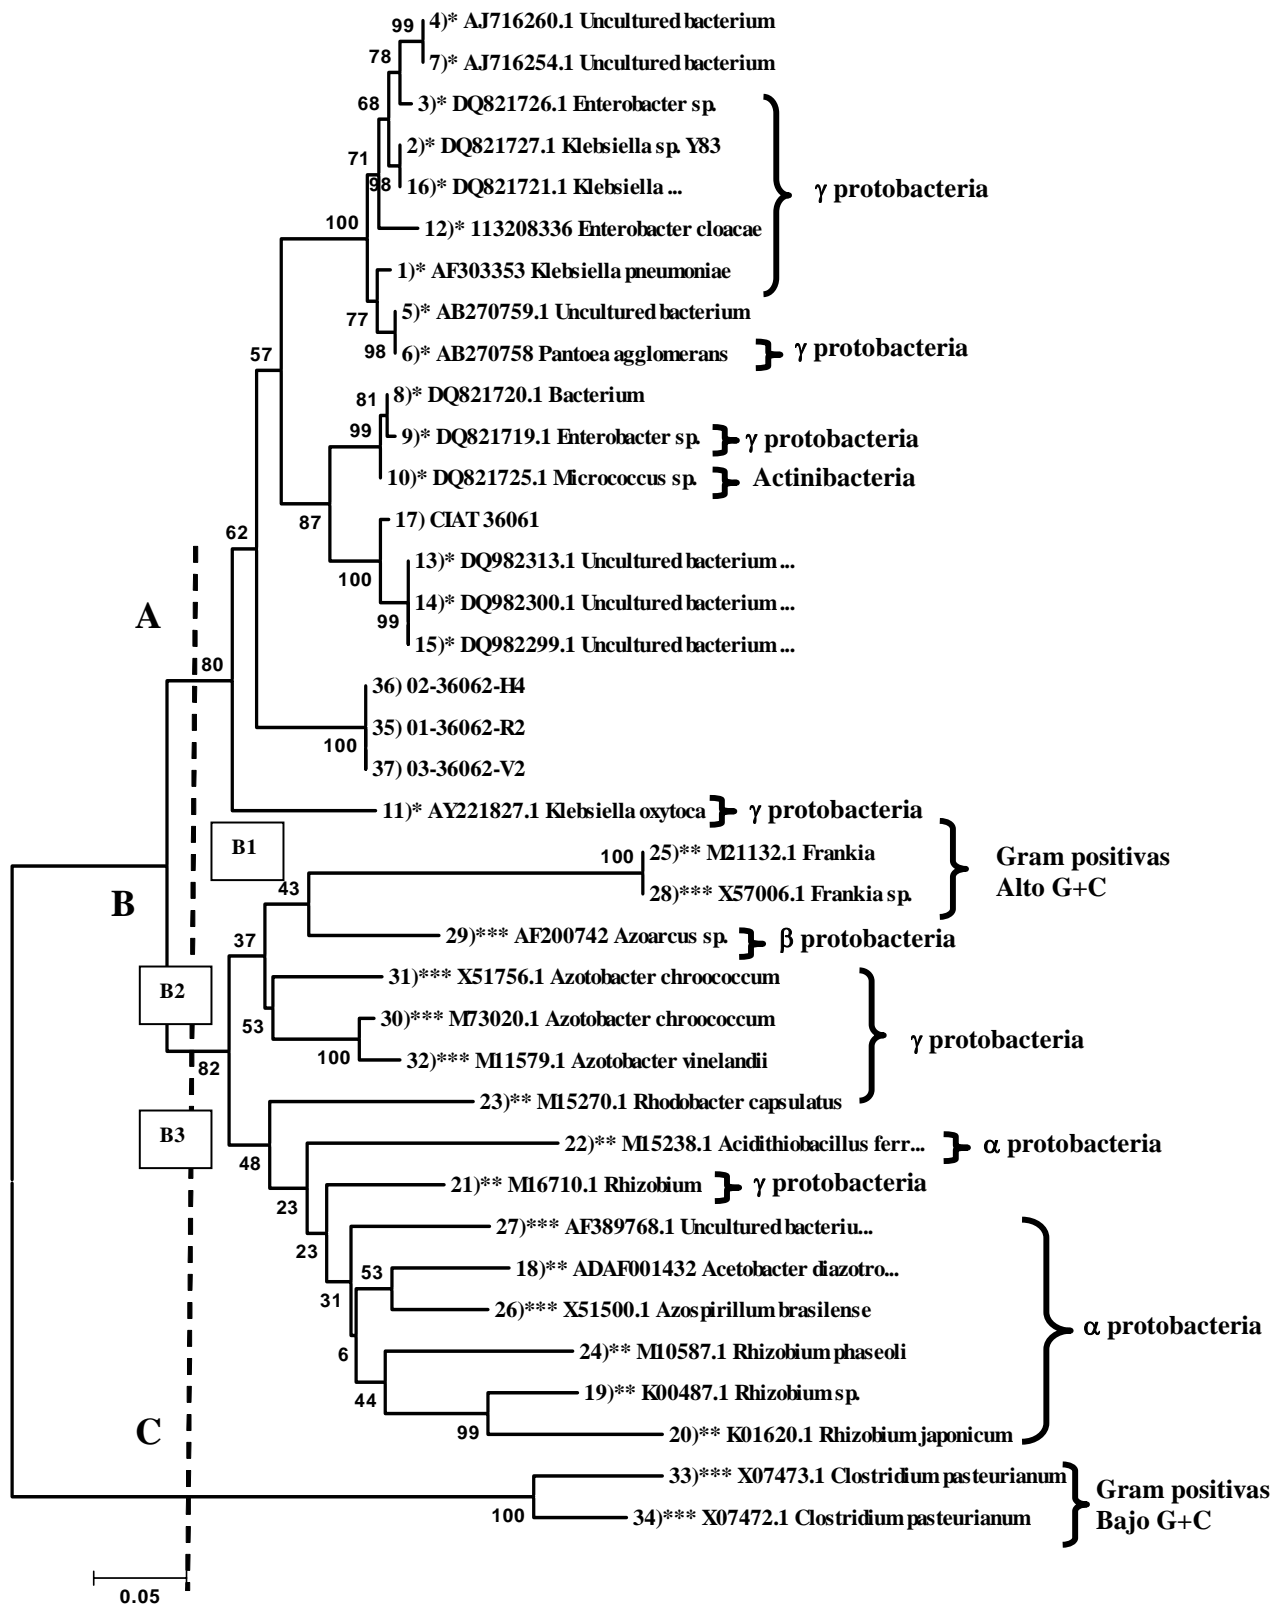 99
4)* AJ716260.1 Uncultured bacterium
78
7)* AJ716254.1 Uncultured bacterium
68
3)* DQ821726.1 Enterobacter sp.
71
2)* DQ821727.1 Klebsiella sp. Y83
98
16)* DQ821721.1 Klebsiella ...
γ protobacteria
100
12)* 113208336 Enterobacter cloacae
1)* AF303353 Klebsiella pneumoniae
77
5)* AB270759.1 Uncultured bacterium
98
6)* AB270758 Pantoea agglomerans
γ protobacteria
57
81
8)* DQ821720.1 Bacterium
99
9)* DQ821719.1 Enterobacter sp.
γ protobacteria
10)* DQ821725.1 Micrococcus sp.
Actinibacteria
87
17) CIAT 36061
62
13)* DQ982313.1 Uncultured bacterium ...
100
14)* DQ982300.1 Uncultured bacterium ...
99
15)* DQ982299.1 Uncultured bacterium ...
A
80
36) 02-36062-H4
35) 01-36062-R2
100
37) 03-36062-V2
11)* AY221827.1 Klebsiella oxytoca
γ protobacteria
B1
100
25)** M21132.1 Frankia
Gram positivas
Alto G+C
43
28)*** X57006.1 Frankia sp.
B
37
29)*** AF200742 Azoarcus sp.
β protobacteria
31)*** X51756.1 Azotobacter chroococcum
B2
53
30)*** M73020.1 Azotobacter chroococcum
100
32)*** M11579.1 Azotobacter vinelandii
γ protobacteria
82
23)** M15270.1 Rhodobacter capsulatus
B3
48
22)** M15238.1 Acidithiobacillus ferr...
α protobacteria
23
21)** M16710.1 Rhizobium
γ protobacteria
23
27)*** AF389768.1 Uncultured bacteriu...
31
53
18)** ADAF001432 Acetobacter diazotro...
26)*** X51500.1 Azospirillum brasilense
α protobacteria
6
24)** M10587.1 Rhizobium phaseoli
44
19)** K00487.1 Rhizobium sp.
99
20)** K01620.1 Rhizobium japonicum
C
33)*** X07473.1 Clostridium pasteurianum
100
34)*** X07472.1 Clostridium pasteurianum
Gram positivas
Bajo G+C
0.05